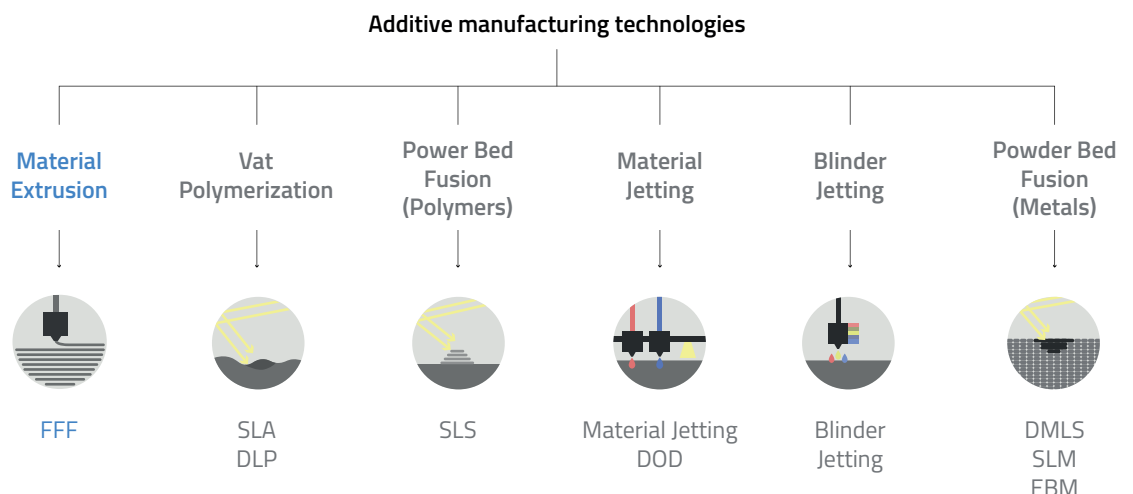 Additive manufacturing technologies
Material
Extrusion
Vat
Polymerization
Power Bed
Fusion
(Polymers)
Material
Jetting
Blinder
Jetting
Powder Bed
Fusion
(Metals)
FFF
SLA
DLP
SLS
Material Jetting
DOD
Blinder
Jetting
DMLS
SLM
EBM